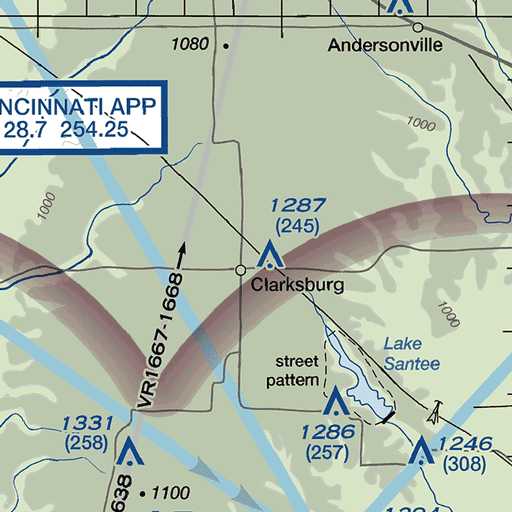 1080
Andersonville
NCINNATI APP
28.7 254.25
1000
1000
1287
(245)
Clarksburg
VR1667-1668
1000
Lake
Santee
street
pattern
1331
(258)
1286
(257)
1246
(308)
638
1100